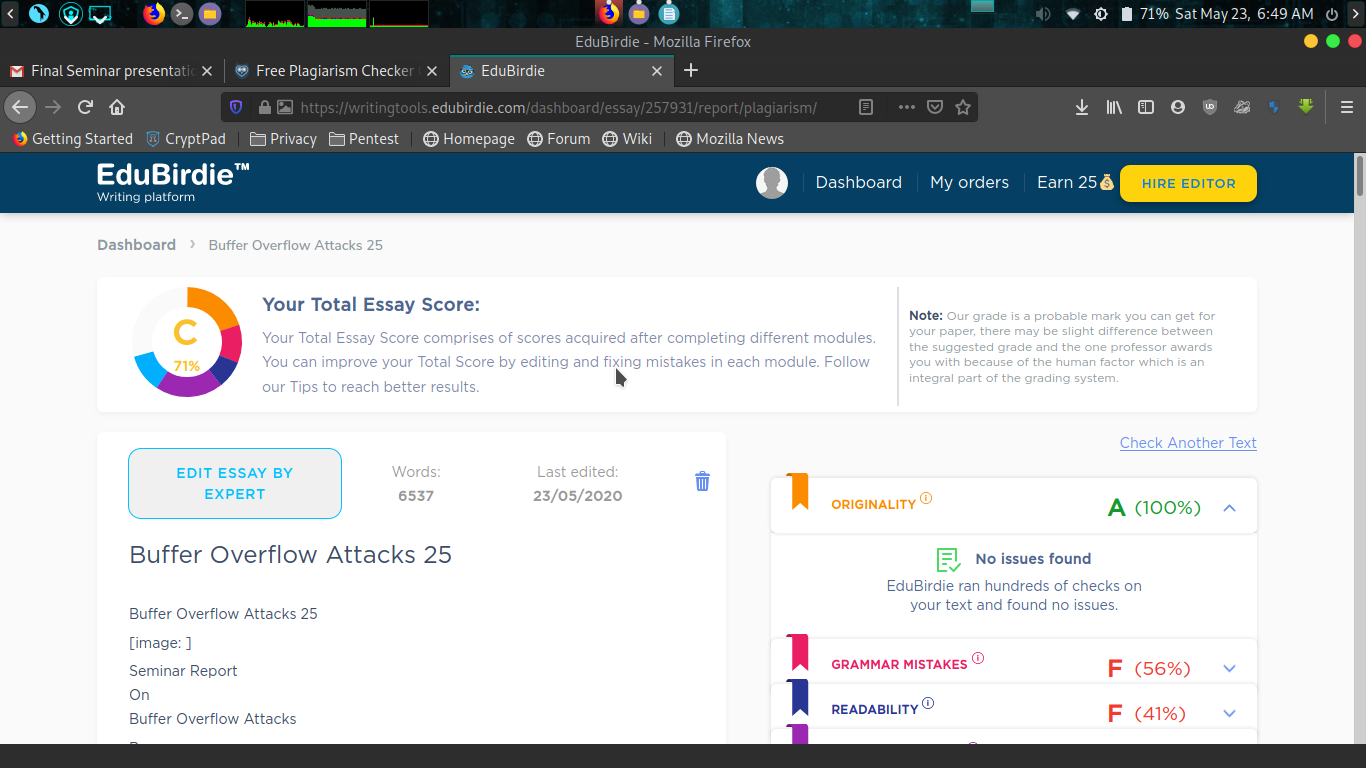 71% Sat May 23, 6:49 AM
EduBirdie - Mozilla Firefox
Final Seminar presentatio
Free Plagiarism Checker
EduBirdie
https://writingtools.edubirdie.com/dashboard/essay/257931/report/plagiarism/
Getting Started CryptPad Privacy Pentest Homepage Forum Wiki Mozilla News
EduBirdie™
Writing platform
Dashboard My orders Earn 25 HIRE EDITOR
Dashboard › Buffer Overflow Attacks 25
C
71%
Your Total Essay Score:
Your Total Essay Score comprises of scores acquired after completing different modules.
You can improve your Total Score by editing and fixing mistakes in each module. Follow
our Tips to reach better results.
Note: Our grade is a probable mark you can get for
your paper, there may be slight difference between
the suggested grade and the one professor awards
you with because of the human factor which is an
integral part of the grading system.
EDIT ESSAY BY
EXPERT
Words:
6537
Last edited:
23/05/2020
Buffer Overflow Attacks 25
Buffer Overflow Attacks 25
[image: ]
Seminar Report
On
Buffer Overflow Attacks
Check Another Text
ORIGINALITY A (100%)
No issues found
EduBirdie ran hundreds of checks on
your text and found no issues.
GRAMMAR MISTAKES F (56%)
READABILITY F (41%)